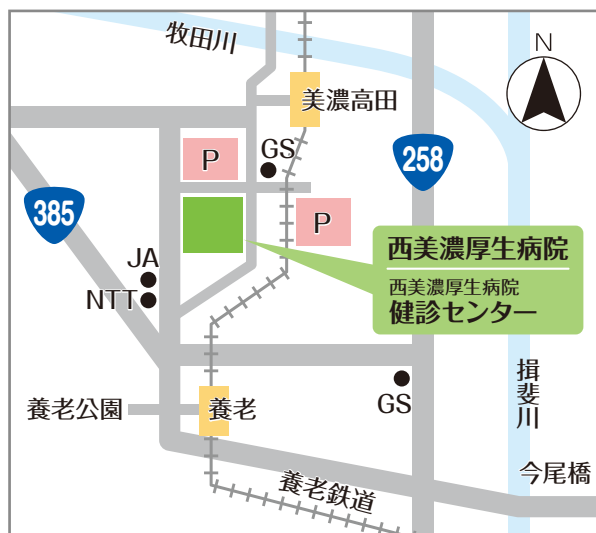 牧田川
N
美濃高田
GS
P
258
385
P
西美濃厚生病院
西美濃厚生病院
健診センター
JA
NTT
揖斐川
GS
養老公園
養老
今尾橋
養老鉄道